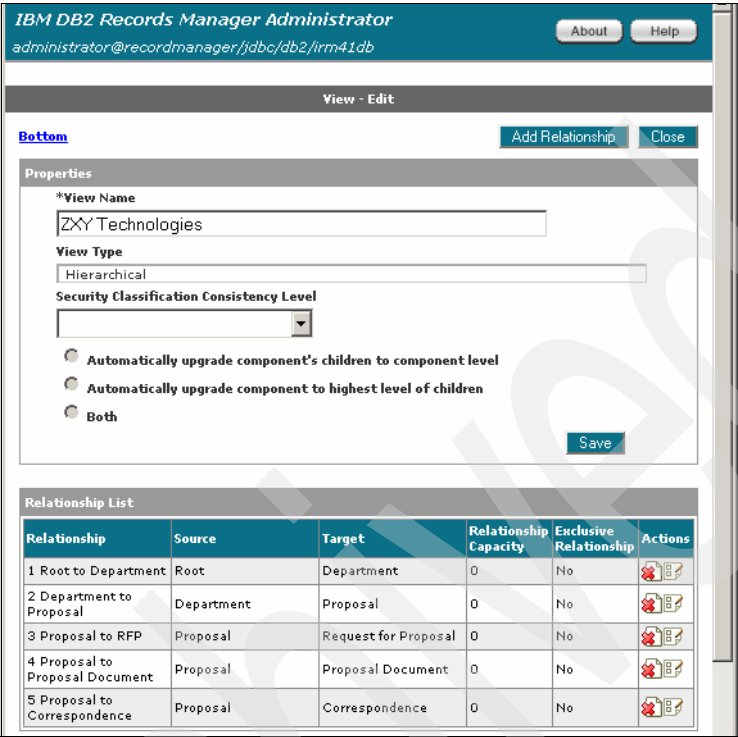 IBM DB2 Records Manager Administrator
administrator@recordmanager/jdbc/db2/irm41db
About
Help
View - Edit
Bottom
Add Relationship
Close
Properties
*View Name
ZXY Technologies
View Type
Hierarchical
Security Classification Consistency Level
Automatically upgrade component's children to component level
Automatically upgrade component to highest level of children
Both
Save
Relationship List
Relationship Source Target Relationship Capacity Exclusive Relationship Actions
1 Root to Department Root Department 0 No
2 Department to Proposal Department Proposal 0 No
3 Proposal to RFP Proposal Request for Proposal 0 No
4 Proposal to Proposal Document Proposal Proposal Document 0 No
5 Proposal to Correspondence Proposal Correspondence 0 No